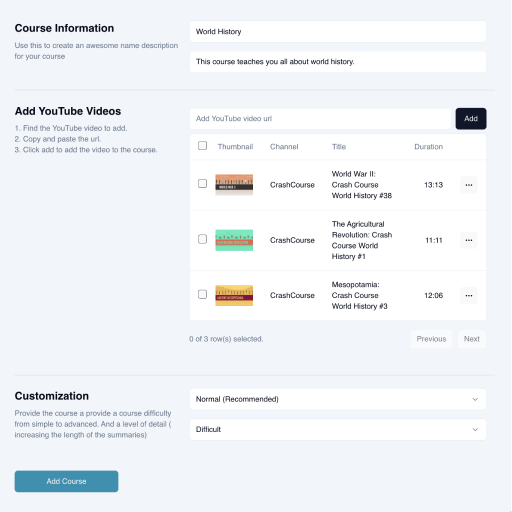 Course Information
Use this to create an awesome name description
for your course
World History
This course teaches you all about world history.
Add YouTube Videos
1. Find the YouTube video to add.
2. Copy and paste the url.
3. Click add to add the video to the course.
Add YouTube video url
Add
Thumbnail Channel Title Duration
CrashCourse
World War II:
Crash Course
World History #38
13:13
CrashCourse
The Agricultural
Revolution: Crash
Course World
History #1
11:11
CrashCourse
Mesopotamia:
Crash Course
World History #3
12:06
0 of 3 row(s) selected.
Previous
Next
Customization
Provide the course a provide a course difficulty
from simple to advanced. And a level of detail (
increasing the length of the summaries)
Normal (Recommended)
Difficult
Add Course